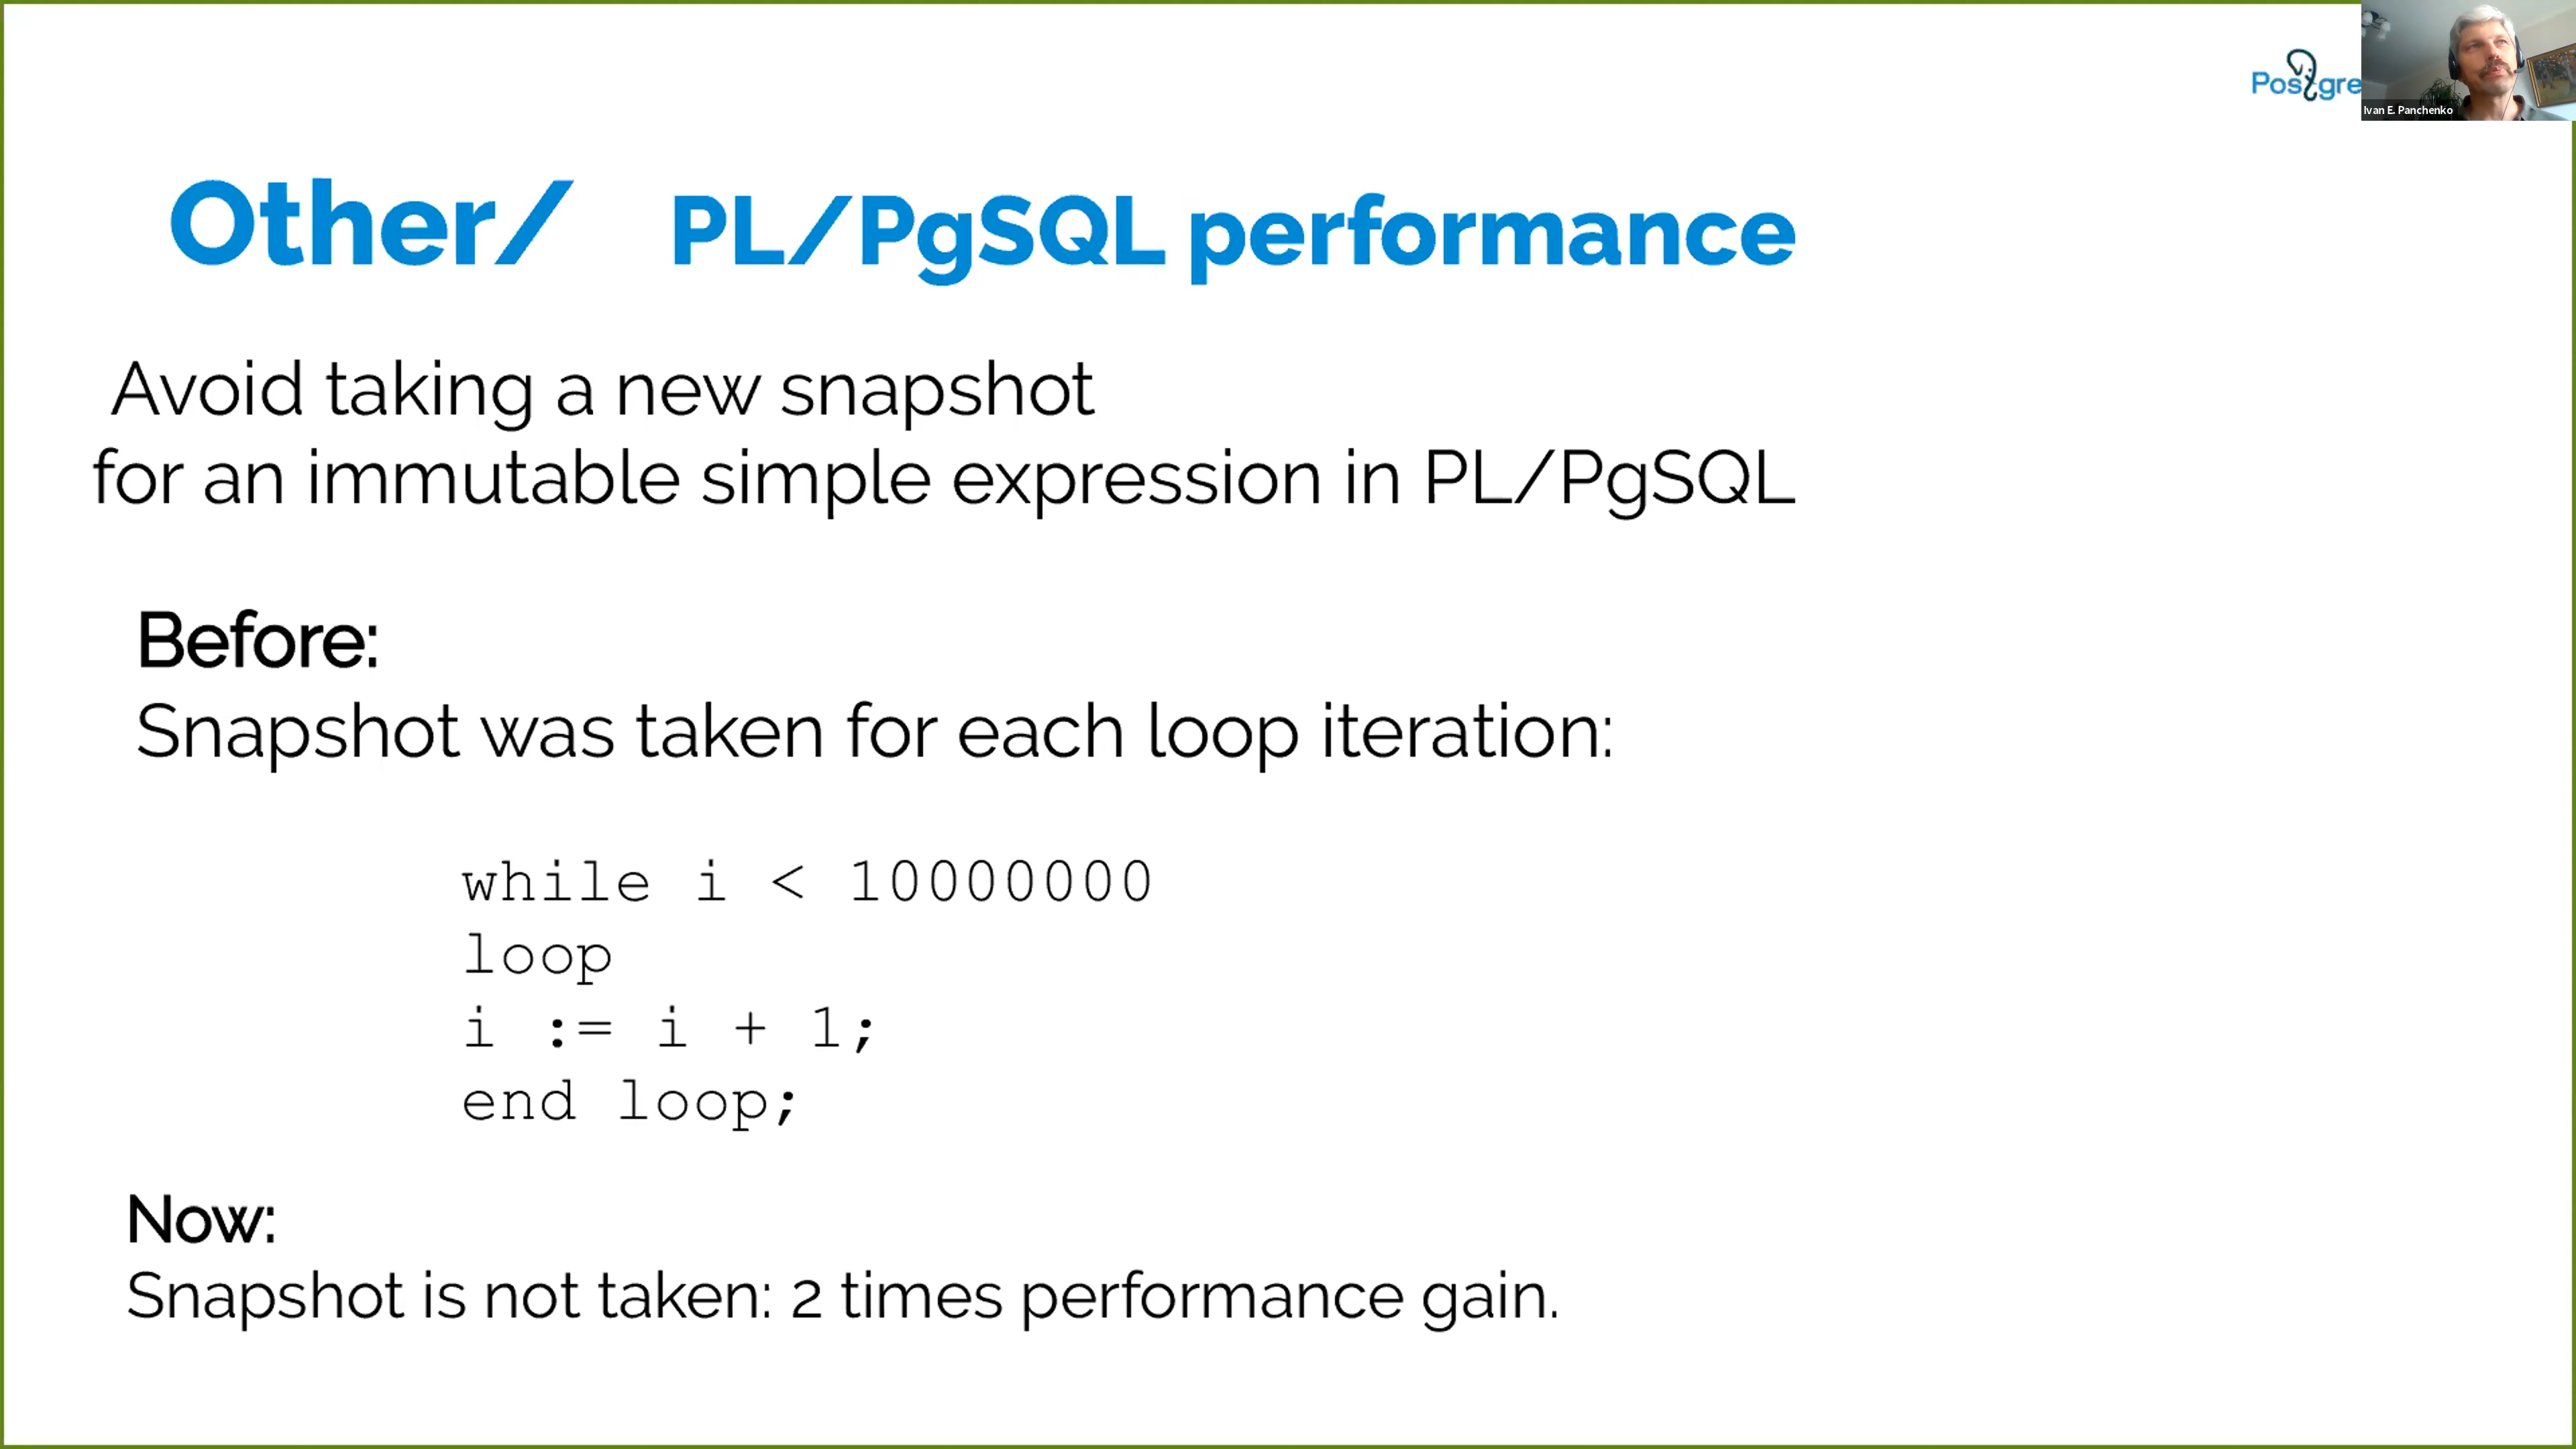 Postgre
Ivan E. Panchenko
Other/ PL/PgSQL performance
Avoid taking a new snapshot
for an immutable simple expression in PL/PgSQL
Before:
Snapshot was taken for each loop iteration:
while i < 10000000
loop
i := i + 1;
end loop;
Now:
Snapshot is not taken: 2 times performance gain.